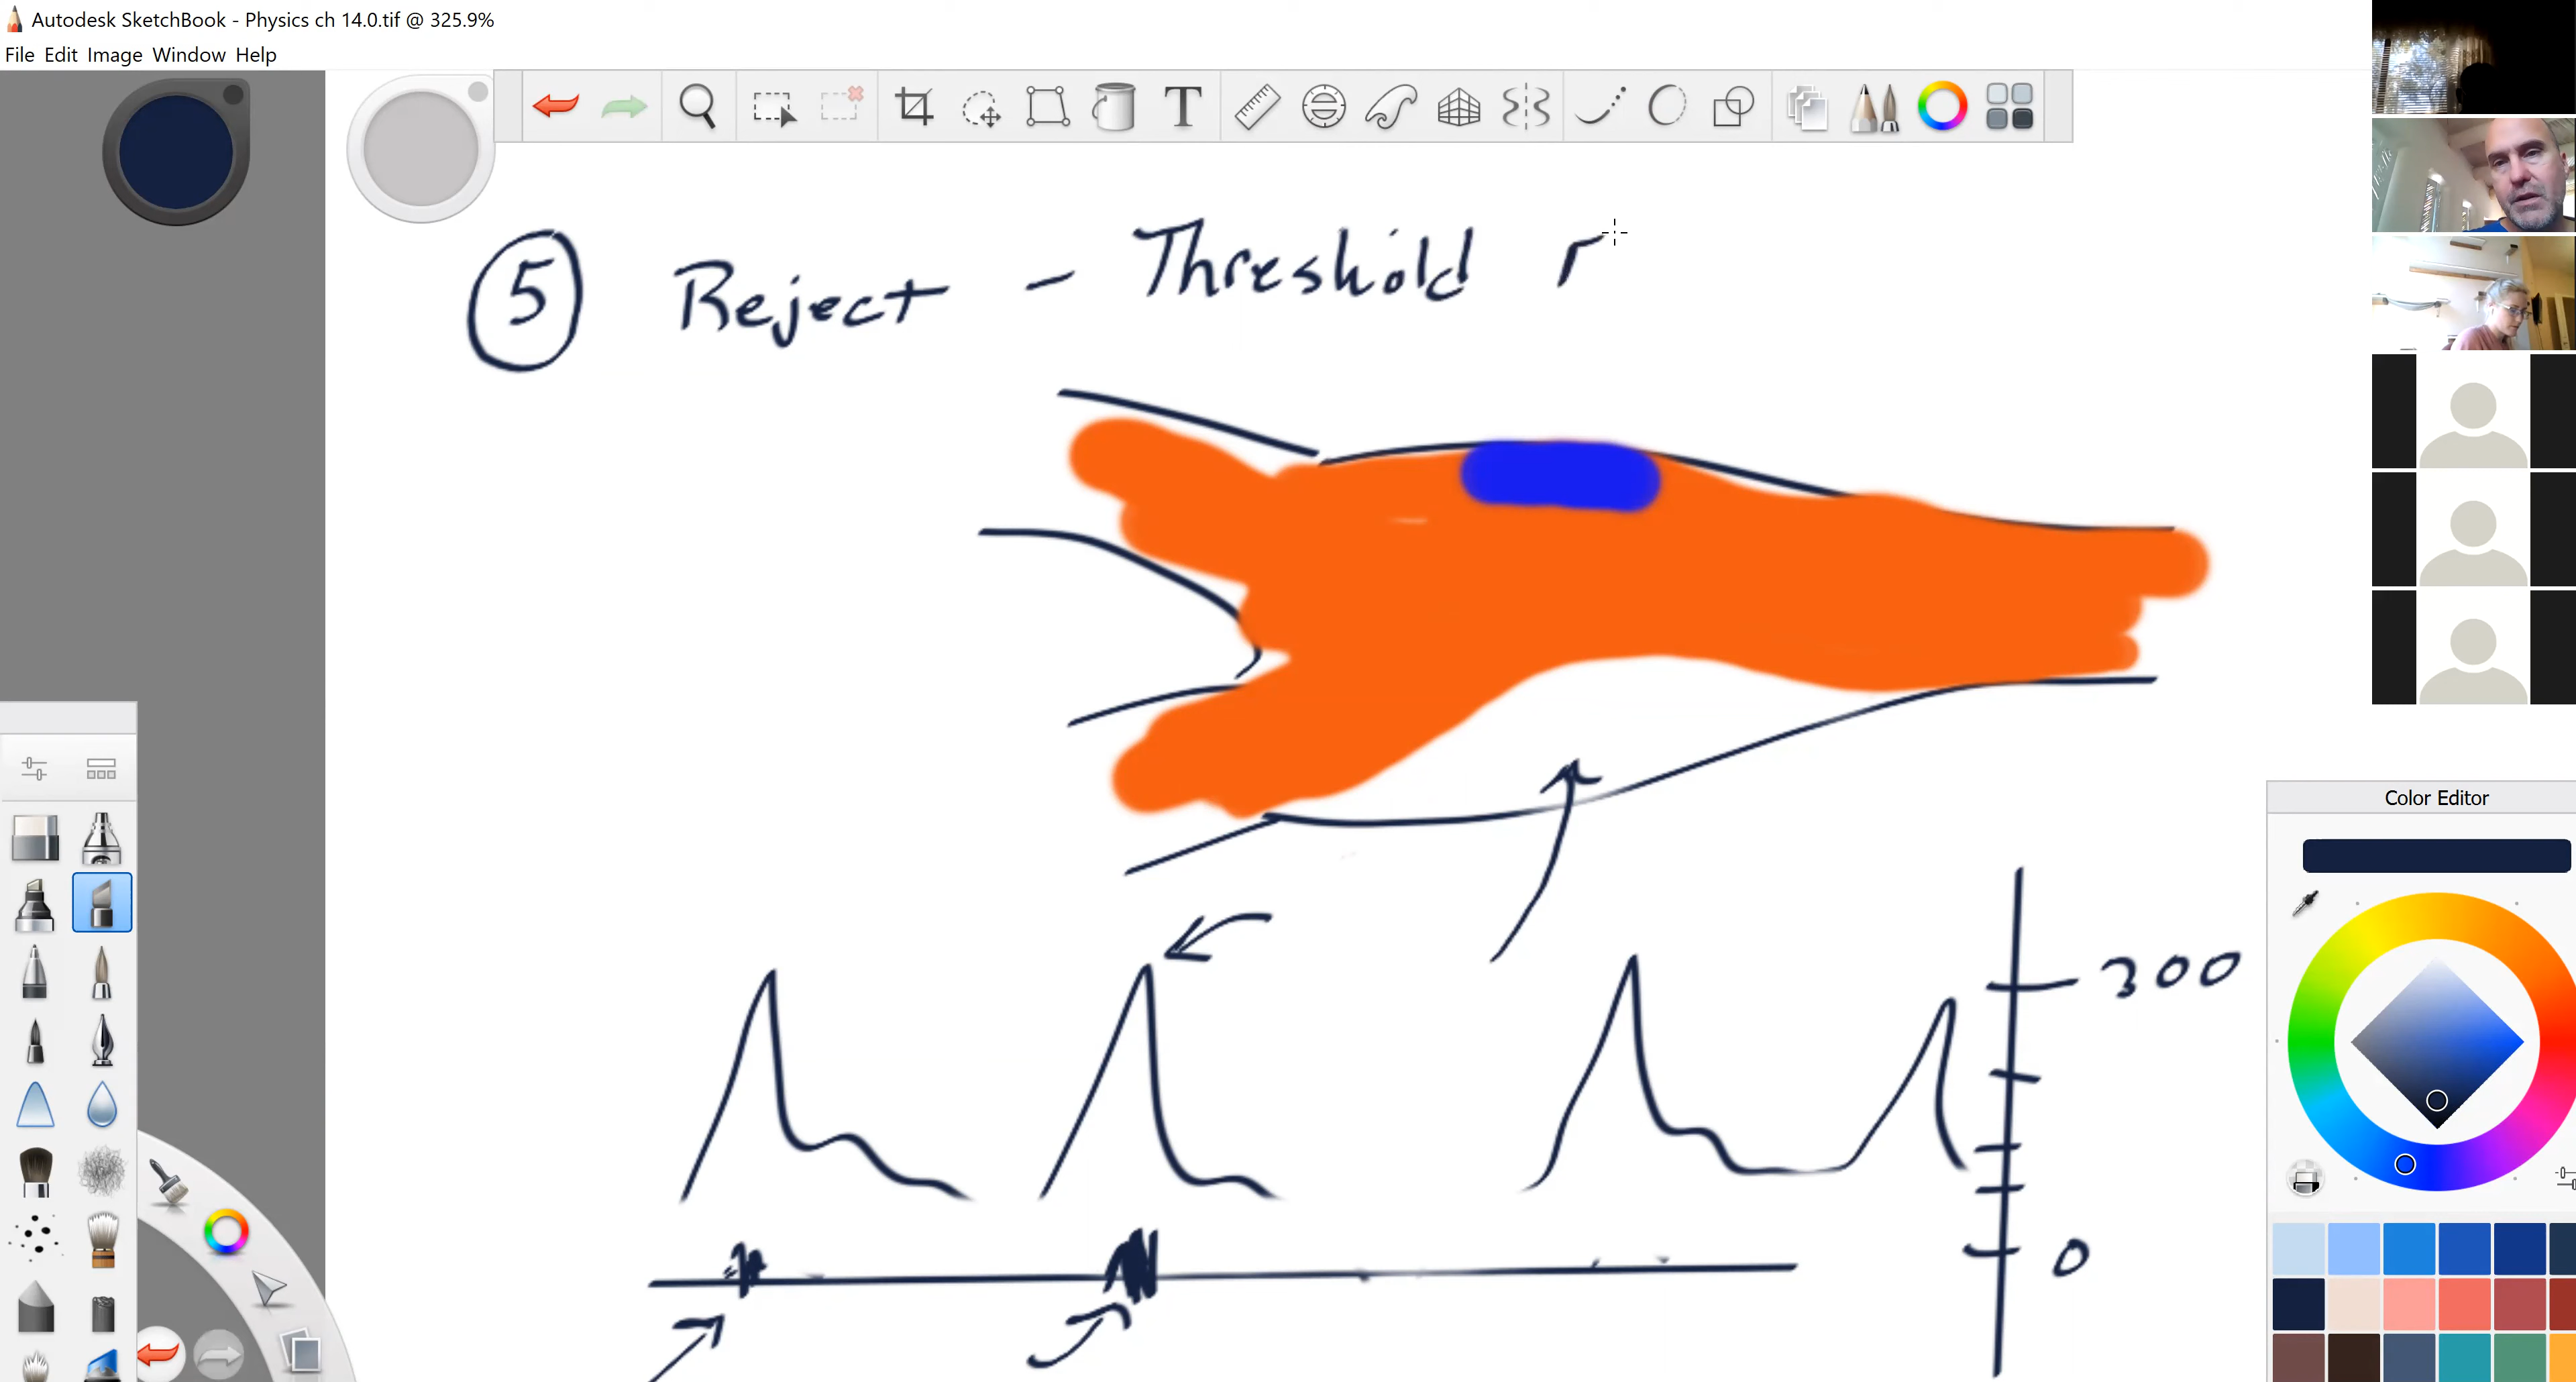 Autodesk SketchBook - Physics ch 14.0.tif @ 325.9%
File Edit Image Window Help
T
5 Reject - Threshold r
Color Editor
300
0